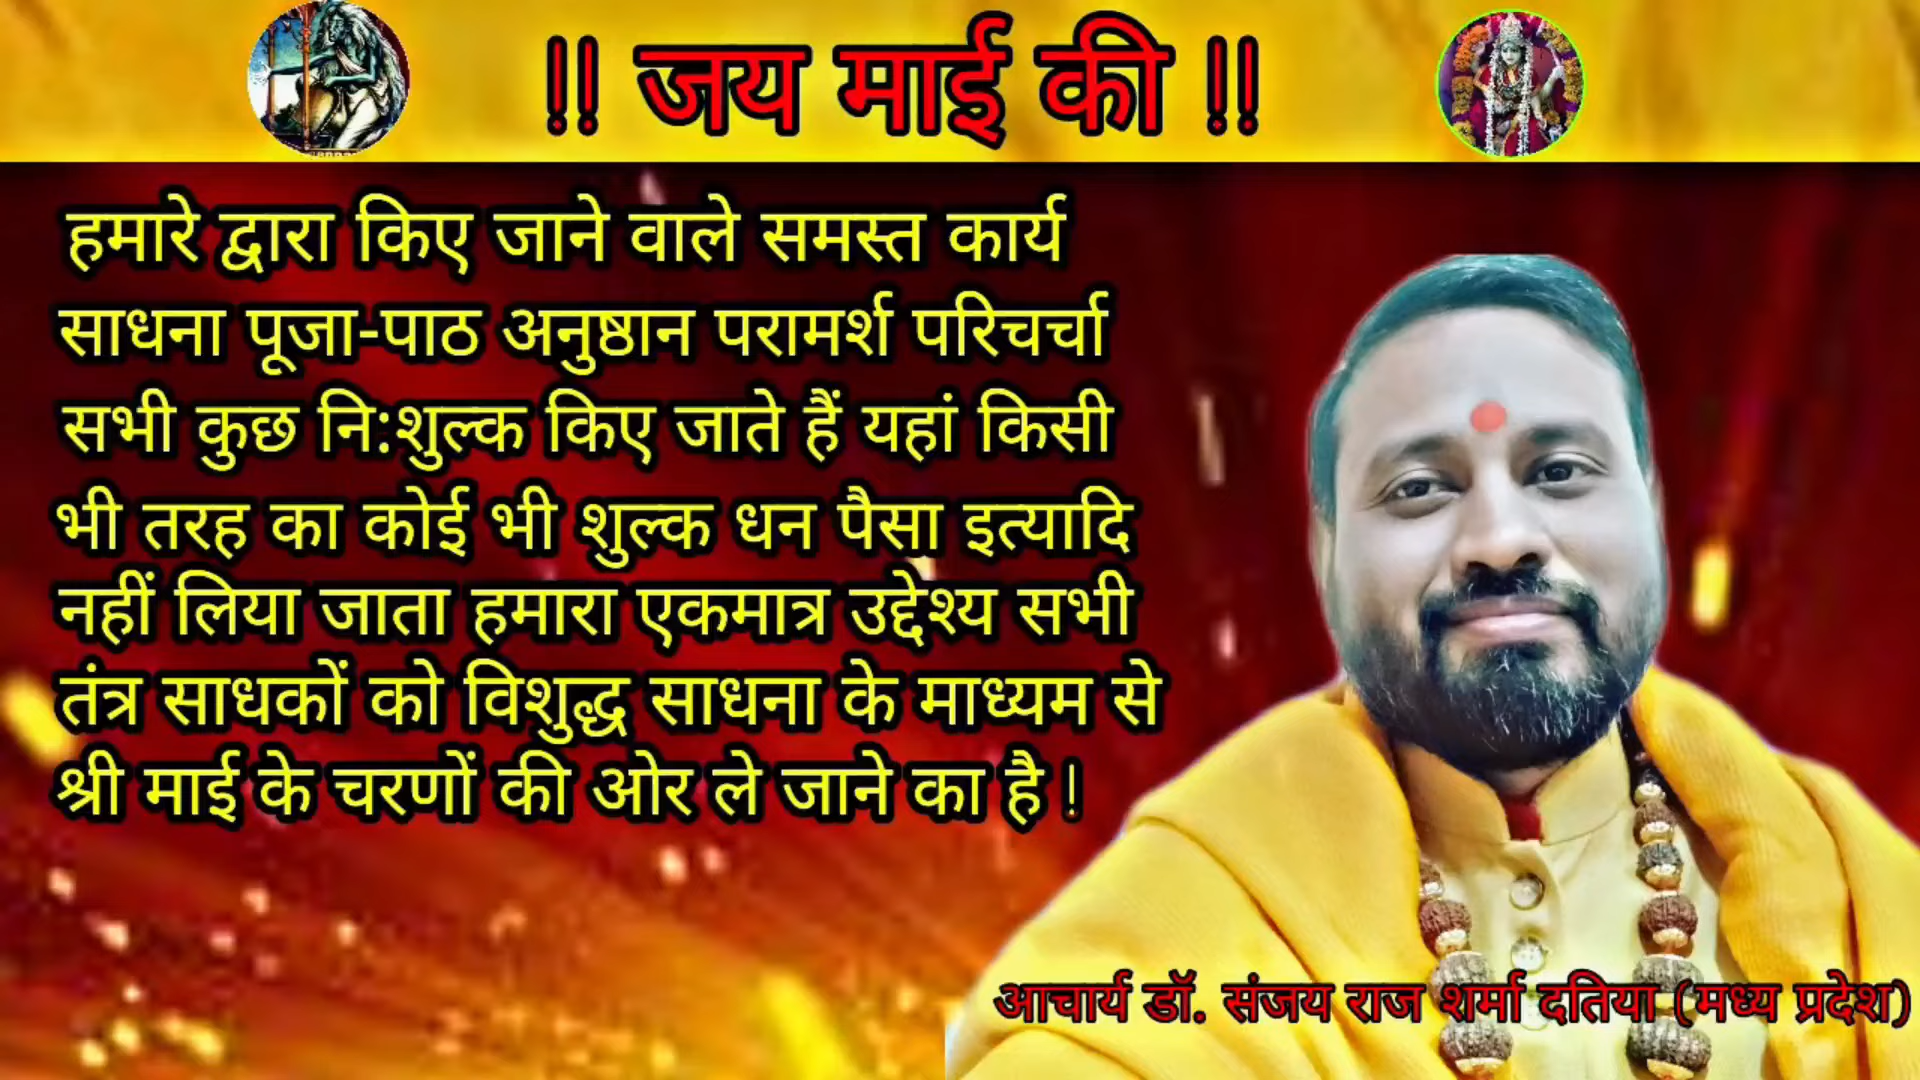 !! जय माई की !!
हमारे द्वारा किए जाने वाले समस्त कार्य
साधना पूजा-पाठ अनुष्ठान परामर्श परिचर्चा
सभी कुछ नि:शुल्क किए जाते हैं यहां किसी
भी तरह का कोई भी शुल्क धन पैसा इत्यादि
नहीं लिया जाता हमारा एकमात्र उद्देश्य सभी
तंत्र साधकों को विशुद्ध साधना के माध्यम से
श्री माई के चरणों की ओर ले जाने का है !
आचार्य डॉ. संजय राज शर्मा दतिया (मध्य प्रदेश)